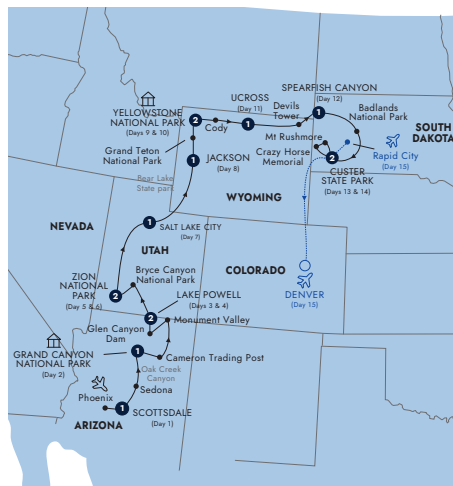 SPEARFISH CANYON
(Day 12)
UCROSS
(Day 11)
Devils
Tower
Badlands
National Park
YELLOWSTONE
NATIONAL PARK
(Days 9 & 10)
2
Cody
1
1
Mt Rushmore
SOUTH
DAKOTA
Grand Teton
National Park
Crazy Horse
Memorial
2
Rapid City
(Day 15)
1
JACKSON
(Day 8)
CUSTER
STATE PARK
(Days 13 & 14)
Bear Lake
State park
WYOMING
NEVADA
1
SALT LAKE CITY
(Day 7)
UTAH
ZION
NATIONAL
PARK
(Day 5 & 6)
2
Bryce Canyon
National Park
COLORADO
DENVER
(Day 15)
LAKE POWELL
(Days 3 & 4)
2
Glen Canyon
Dam
Monument Valley
GRAND CANYON
NATIONAL PARK
(Day 2)
1
Cameron Trading Post
Oak Creek
Canyon
Sedona
Phoenix
1
SCOTTSDALE
(Day 1)
ARIZONA